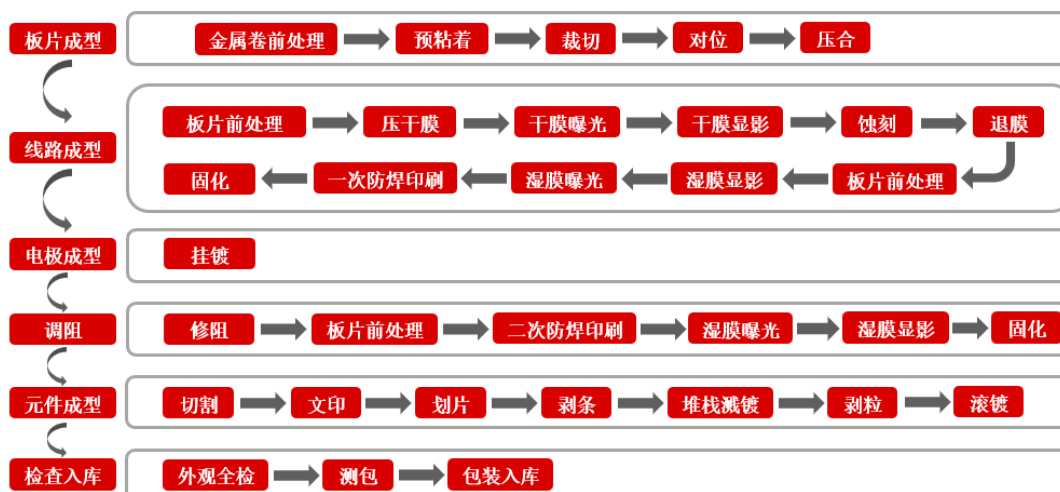 板片成型
金属卷前处理 预粘着 裁切 对位 压合
线路成型
板片前处理 压干膜 干膜曝光 干膜显影 蚀刻 退膜
固化 一次防焊印刷 湿膜曝光 湿膜显影 板片前处理
电极成型
挂镀
调阻
修阻 板片前处理 二次防焊印刷 湿膜曝光 湿膜显影 固化
元件成型
切割 文印 划片 剥条 堆栈溅镀 剥粒 滚镀
检查入库
外观全检 测包 包装入库